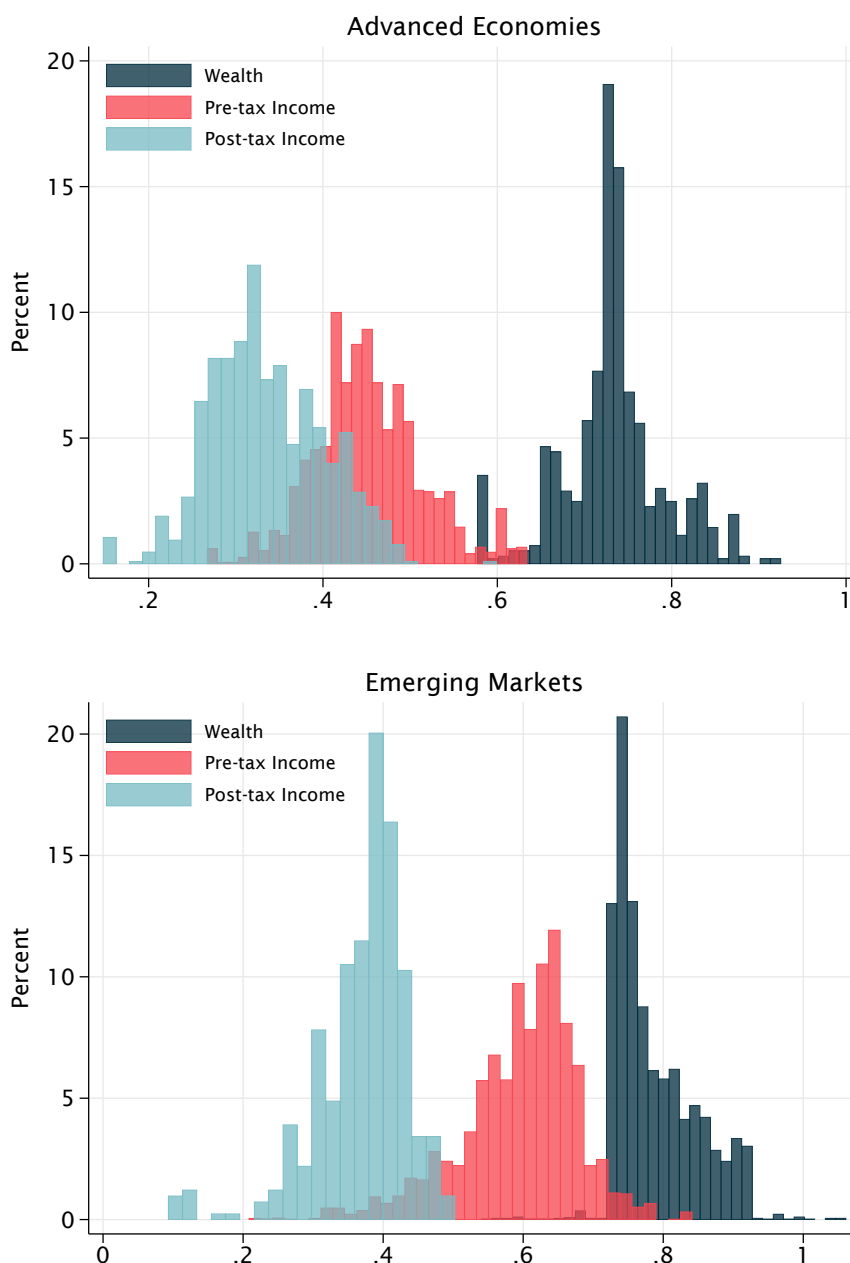 Advanced Economies
20
Wealth
Pre-tax Income
Post-tax Income
15
Percent
10
5
0
.2 .4 .6 .8 1
Emerging Markets
20
Wealth
Pre-tax Income
Post-tax Income
15
Percent
10
5
0
0 .2 .4 .6 .8 1